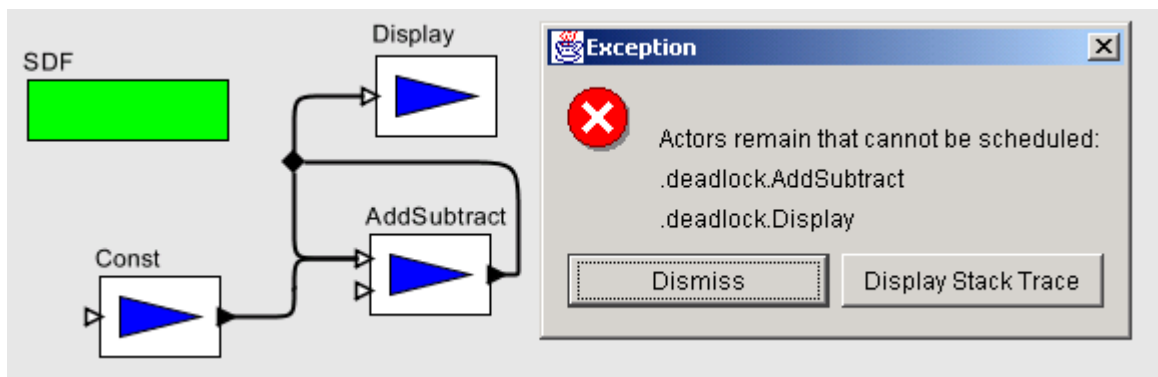 SDF
Display
AddSubtract
Const
Exception
Actors remain that cannot be scheduled:
.deadlock.AddSubtract
.deadlock.Display
Dismiss
Display Stack Trace